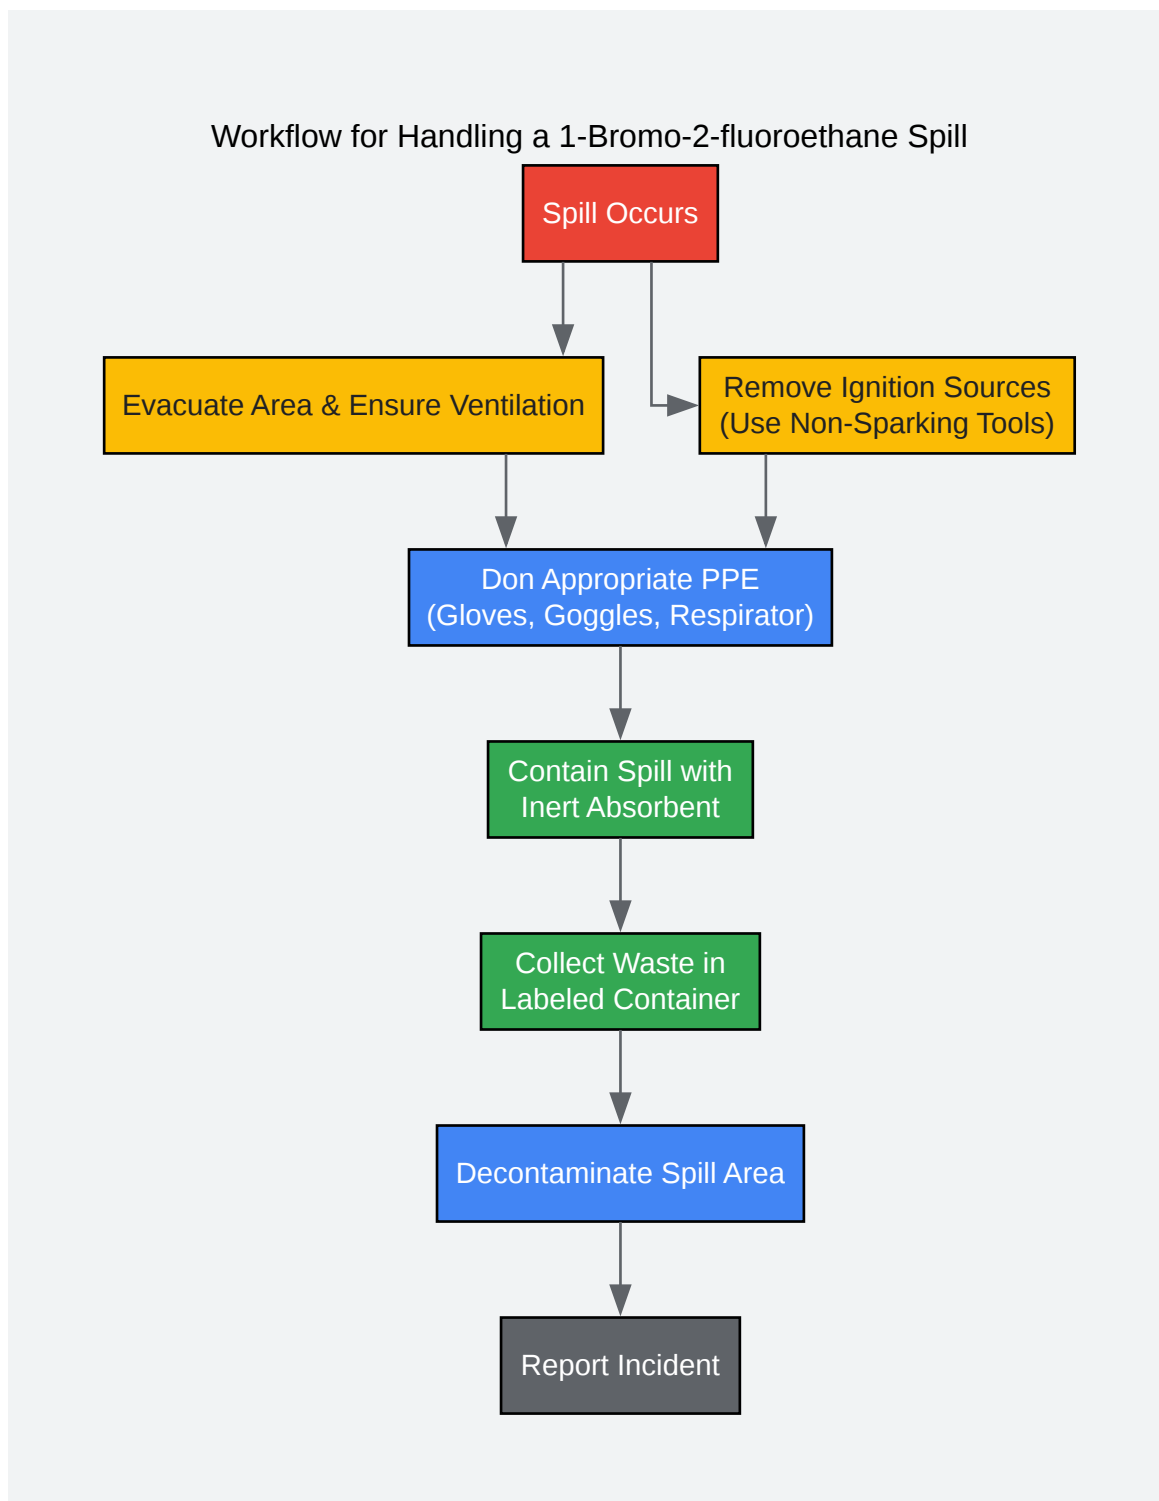 Workflow for Handling a 1-Bromo-2-fluoroethane Spill
Spill Occurs
Evacuate Area & Ensure Ventilation
Remove Ignition Sources
(Use Non-Sparking Tools)
Don Appropriate PPE
(Gloves, Goggles, Respirator)
Contain Spill with
Inert Absorbent
Collect Waste in
Labeled Container
Decontaminate Spill Area
Report Incident